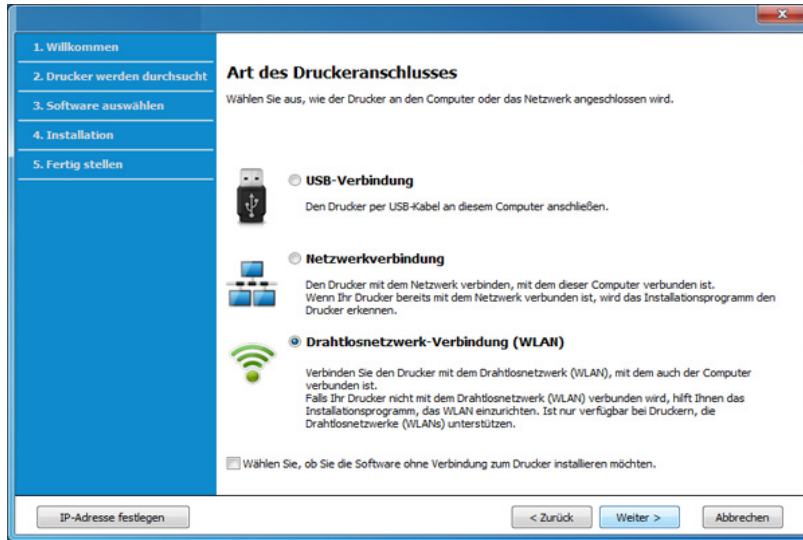 1. Willkommen
2. Drucker werden durchsucht
3. Software auswählen
4. Installation
5. Fertig stellen
Art des Druckeranschlusses
Wählen Sie aus, wie der Drucker an den Computer oder das Netzwerk angeschlossen wird.
USB-Verbindung
Den Drucker per USB-Kabel an diesem Computer anschließen.
Netzwerkverbindung
Den Drucker mit dem Netzwerk verbinden, mit dem dieser Computer verbunden ist.
Wenn Ihr Drucker bereits mit dem Netzwerk verbunden ist, wird das Installationsprogramm den
Drucker erkennen.
Drahtlosnetzwerk-Verbindung (WLAN)
Verbinden Sie den Drucker mit dem Drahtlosnetzwerk (WLAN), mit dem auch der Computer
verbunden ist.
Falls Ihr Drucker nicht mit dem Drahtlosnetzwerk (WLAN) verbunden wird, hilft Ihnen das
Installationsprogramm, das WLAN einzurichten. Ist nur verfügbar bei Druckern, die
Drahtlosnetzwerke (WLANs) unterstützen.
Wählen Sie, ob Sie die Software ohne Verbindung zum Drucker installieren möchten.
IP-Adresse festlegen
< Zurück
Weiter >
Abbrechen